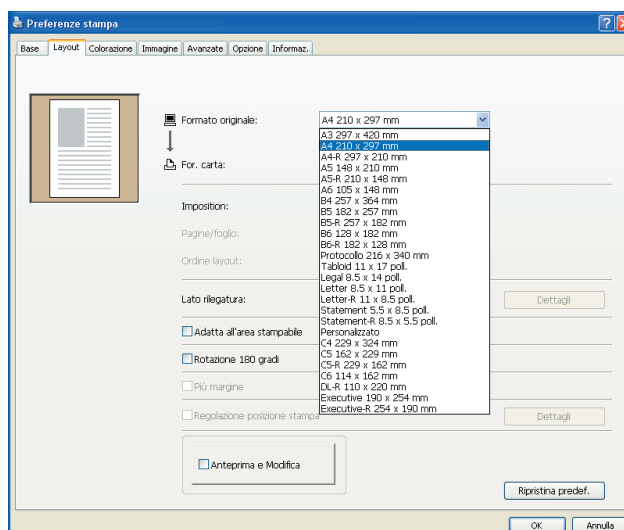 Preferenze stampa
Base Layout Colorazione Immagine Avanzate Opzione Informaz.
Formato originale: A4 210 x 297 mm
A3 297 x 420 mm
A4 210 x 297 mm
A4-R 297 x 210 mm
For. carta:
A5 148 x 210 mm
A5-R 210 x 148 mm
A6 105 x 148 mm
B4 257 x 364 mm
Imposition:
B5 182 x 257 mm
B5-R 257 x 182 mm
Pagine/foglio:
B6 128 x 182 mm
B6-R 182 x 128 mm
Protocollo 216 x 340 mm
Ordine layout:
Tabloid 11 x 17 poll.
Legal 8.5 x 14 poll.
Letter 8.5 x 11 poll.
Lato rilegatura:
Letter-R 11 x 8.5 poll.
Dettagli
Statement 5.5 x 8.5 poll.
Statement-R 8.5 x 5.5 poll.
Adatta all'area stampabile
Personalizzato
C4 229 x 324 mm
C5 162 x 229 mm
Rotazione 180 gradi
C5-R 229 x 162 mm
C6 114 x 162 mm
Più margine
DL-R 110 x 220 mm
Executive 190 x 254 mm
Executive-R 254 x 190 mm
Regolazione posizione stampa
Dettagli
Anteprima e Modifica
Ripristina predef.
OK Annulla